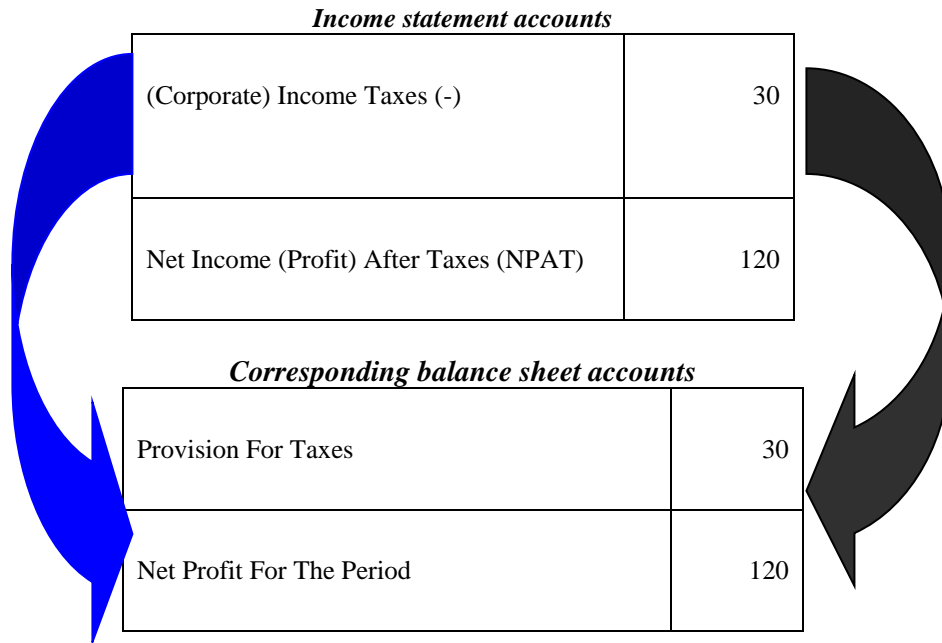 Income statement accounts
(Corporate) Income Taxes (-) 30
Net Income (Profit) After Taxes (NPAT) 120
Corresponding balance sheet accounts
Provision For Taxes 30
Net Profit For The Period 120